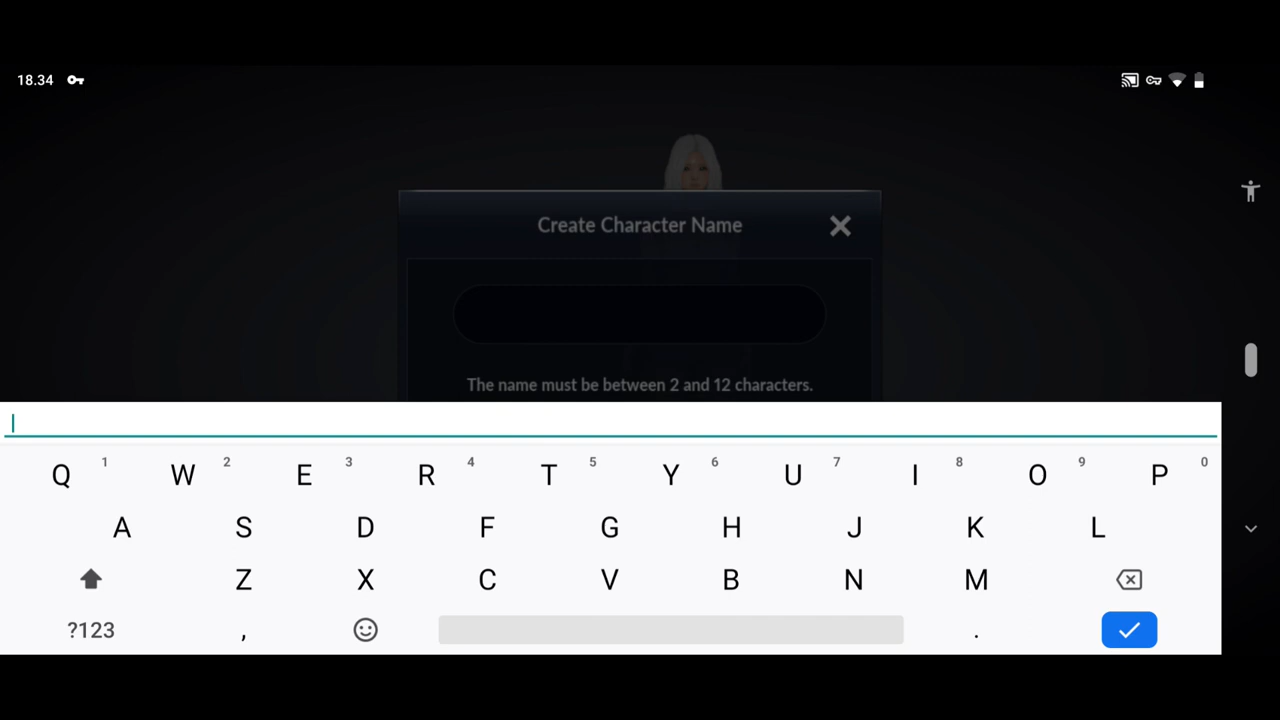 18.34
Create Character Name
The name must be between 2 and 12 characters.
Q 1 W 2 E 3 R 4 T 5 Y 6 U 7 I 8 O 9 P 0
A S D F G H J K L
Z X C V B N M
?123 , .